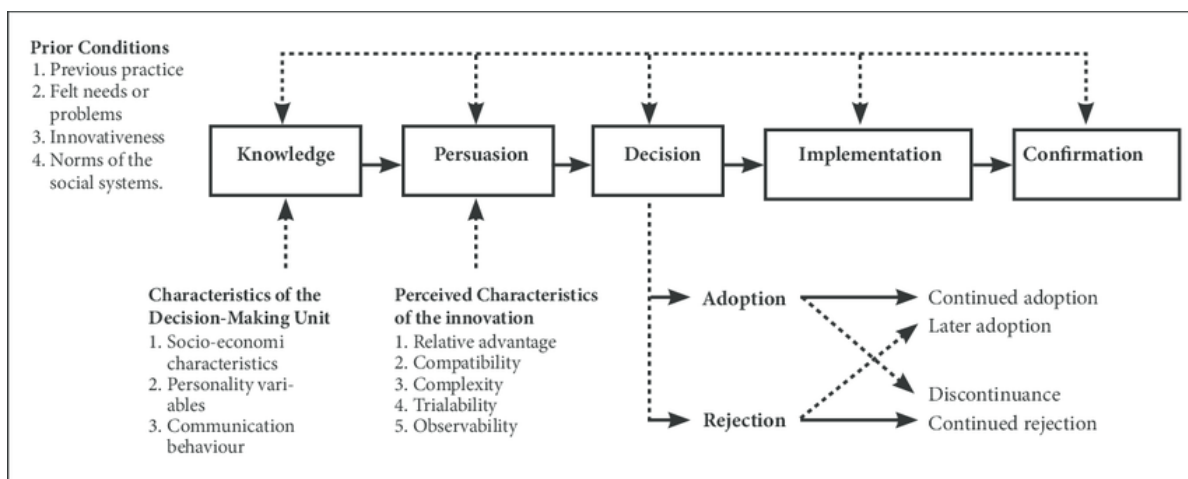 Prior Conditions
1. Previous practice
2. Felt needs or
problems
3. Innovativeness
4. Norms of the
social systems.
Knowledge
Persuasion
Decision
Implementation
Confirmation
Characteristics of the
Decision-Making Unit
1. Socio-economi
characteristics
2. Personality vari-
ables
3. Communication
behaviour
Perceived Characteristics
of the innovation
1. Relative advantage
2. Compatibility
3. Complexity
4. Trialability
5. Observability
Adoption
Rejection
Continued adoption
Later adoption
Discontinuance
Continued rejection